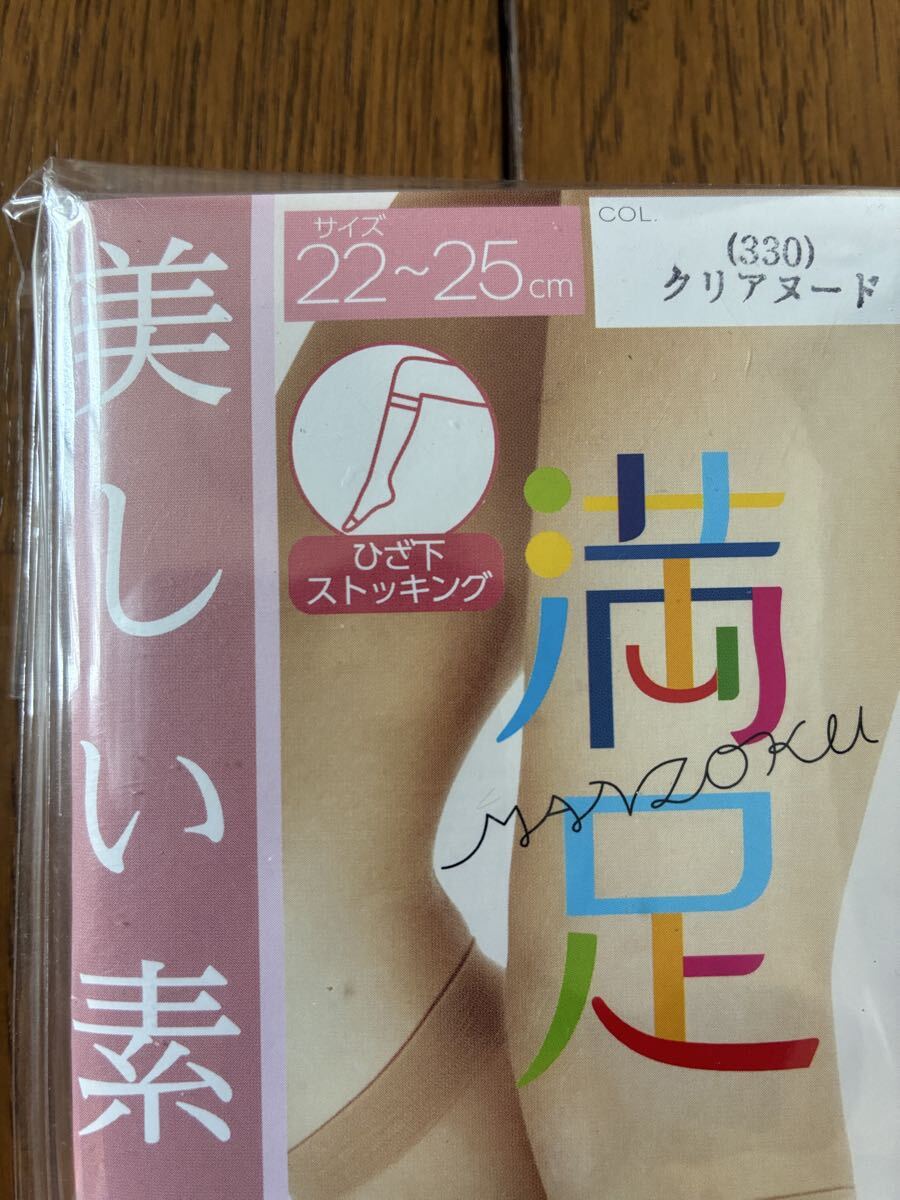 美しい素
サイズ
22~25cm
COL.
(330)
クリアヌード
ひざ下
ストッキング
満足
MANZOKU